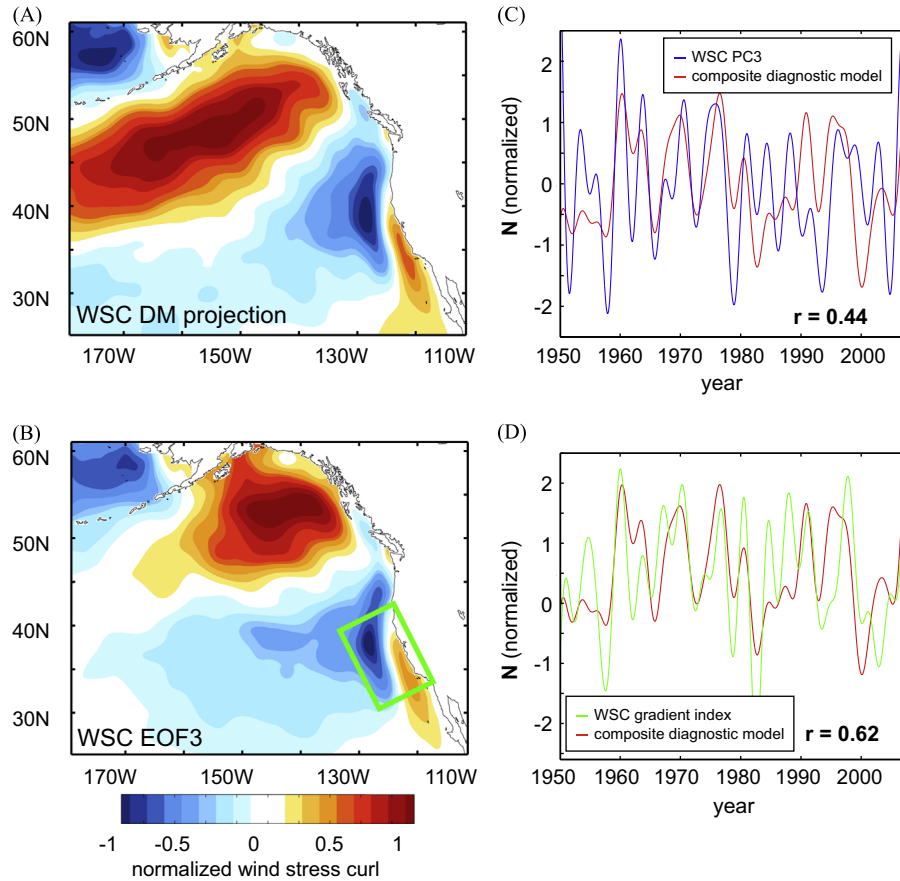 (A)
60N
50N
40N
30N
WSC DM projection
170W 150W 130W 110W
(B)
60N
50N
40N
30N
WSC EOF3
170W 150W 130W 110W
-1 -0.5 0 0.5 1
normalized wind stress curl
(C)
N (normalized)
2
1
0
-1
-2
WSC PC3
composite diagnostic model
r = 0.44
1950 1960 1970 1980 1990 2000
year
(D)
N (normalized)
2
1
0
-1
-2
WSC gradient index
composite diagnostic model
r = 0.62
1950 1960 1970 1980 1990 2000
year